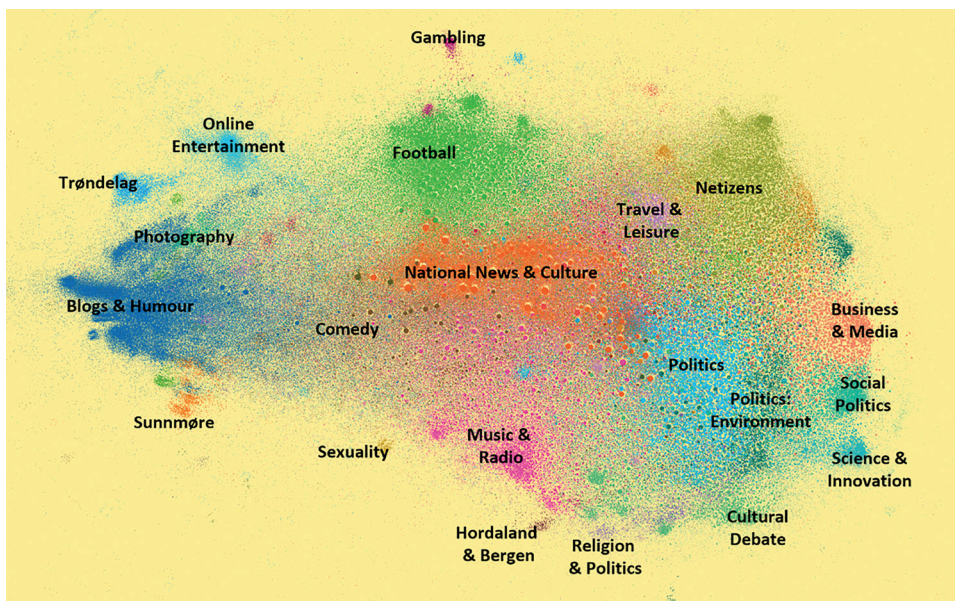 Gambling
Online
Entertainment
Football
Trøndelag
Netizens
Travel &
Leisure
Photography
National News & Culture
Blogs & Humour
Business
& Media
Comedy
Politics
Social
Politics
Politics:
Environment
Sunnmøre
Music &
Radio
Sexuality
Science &
Innovation
Cultural
Debate
Hordaland
& Bergen
Religion
& Politics